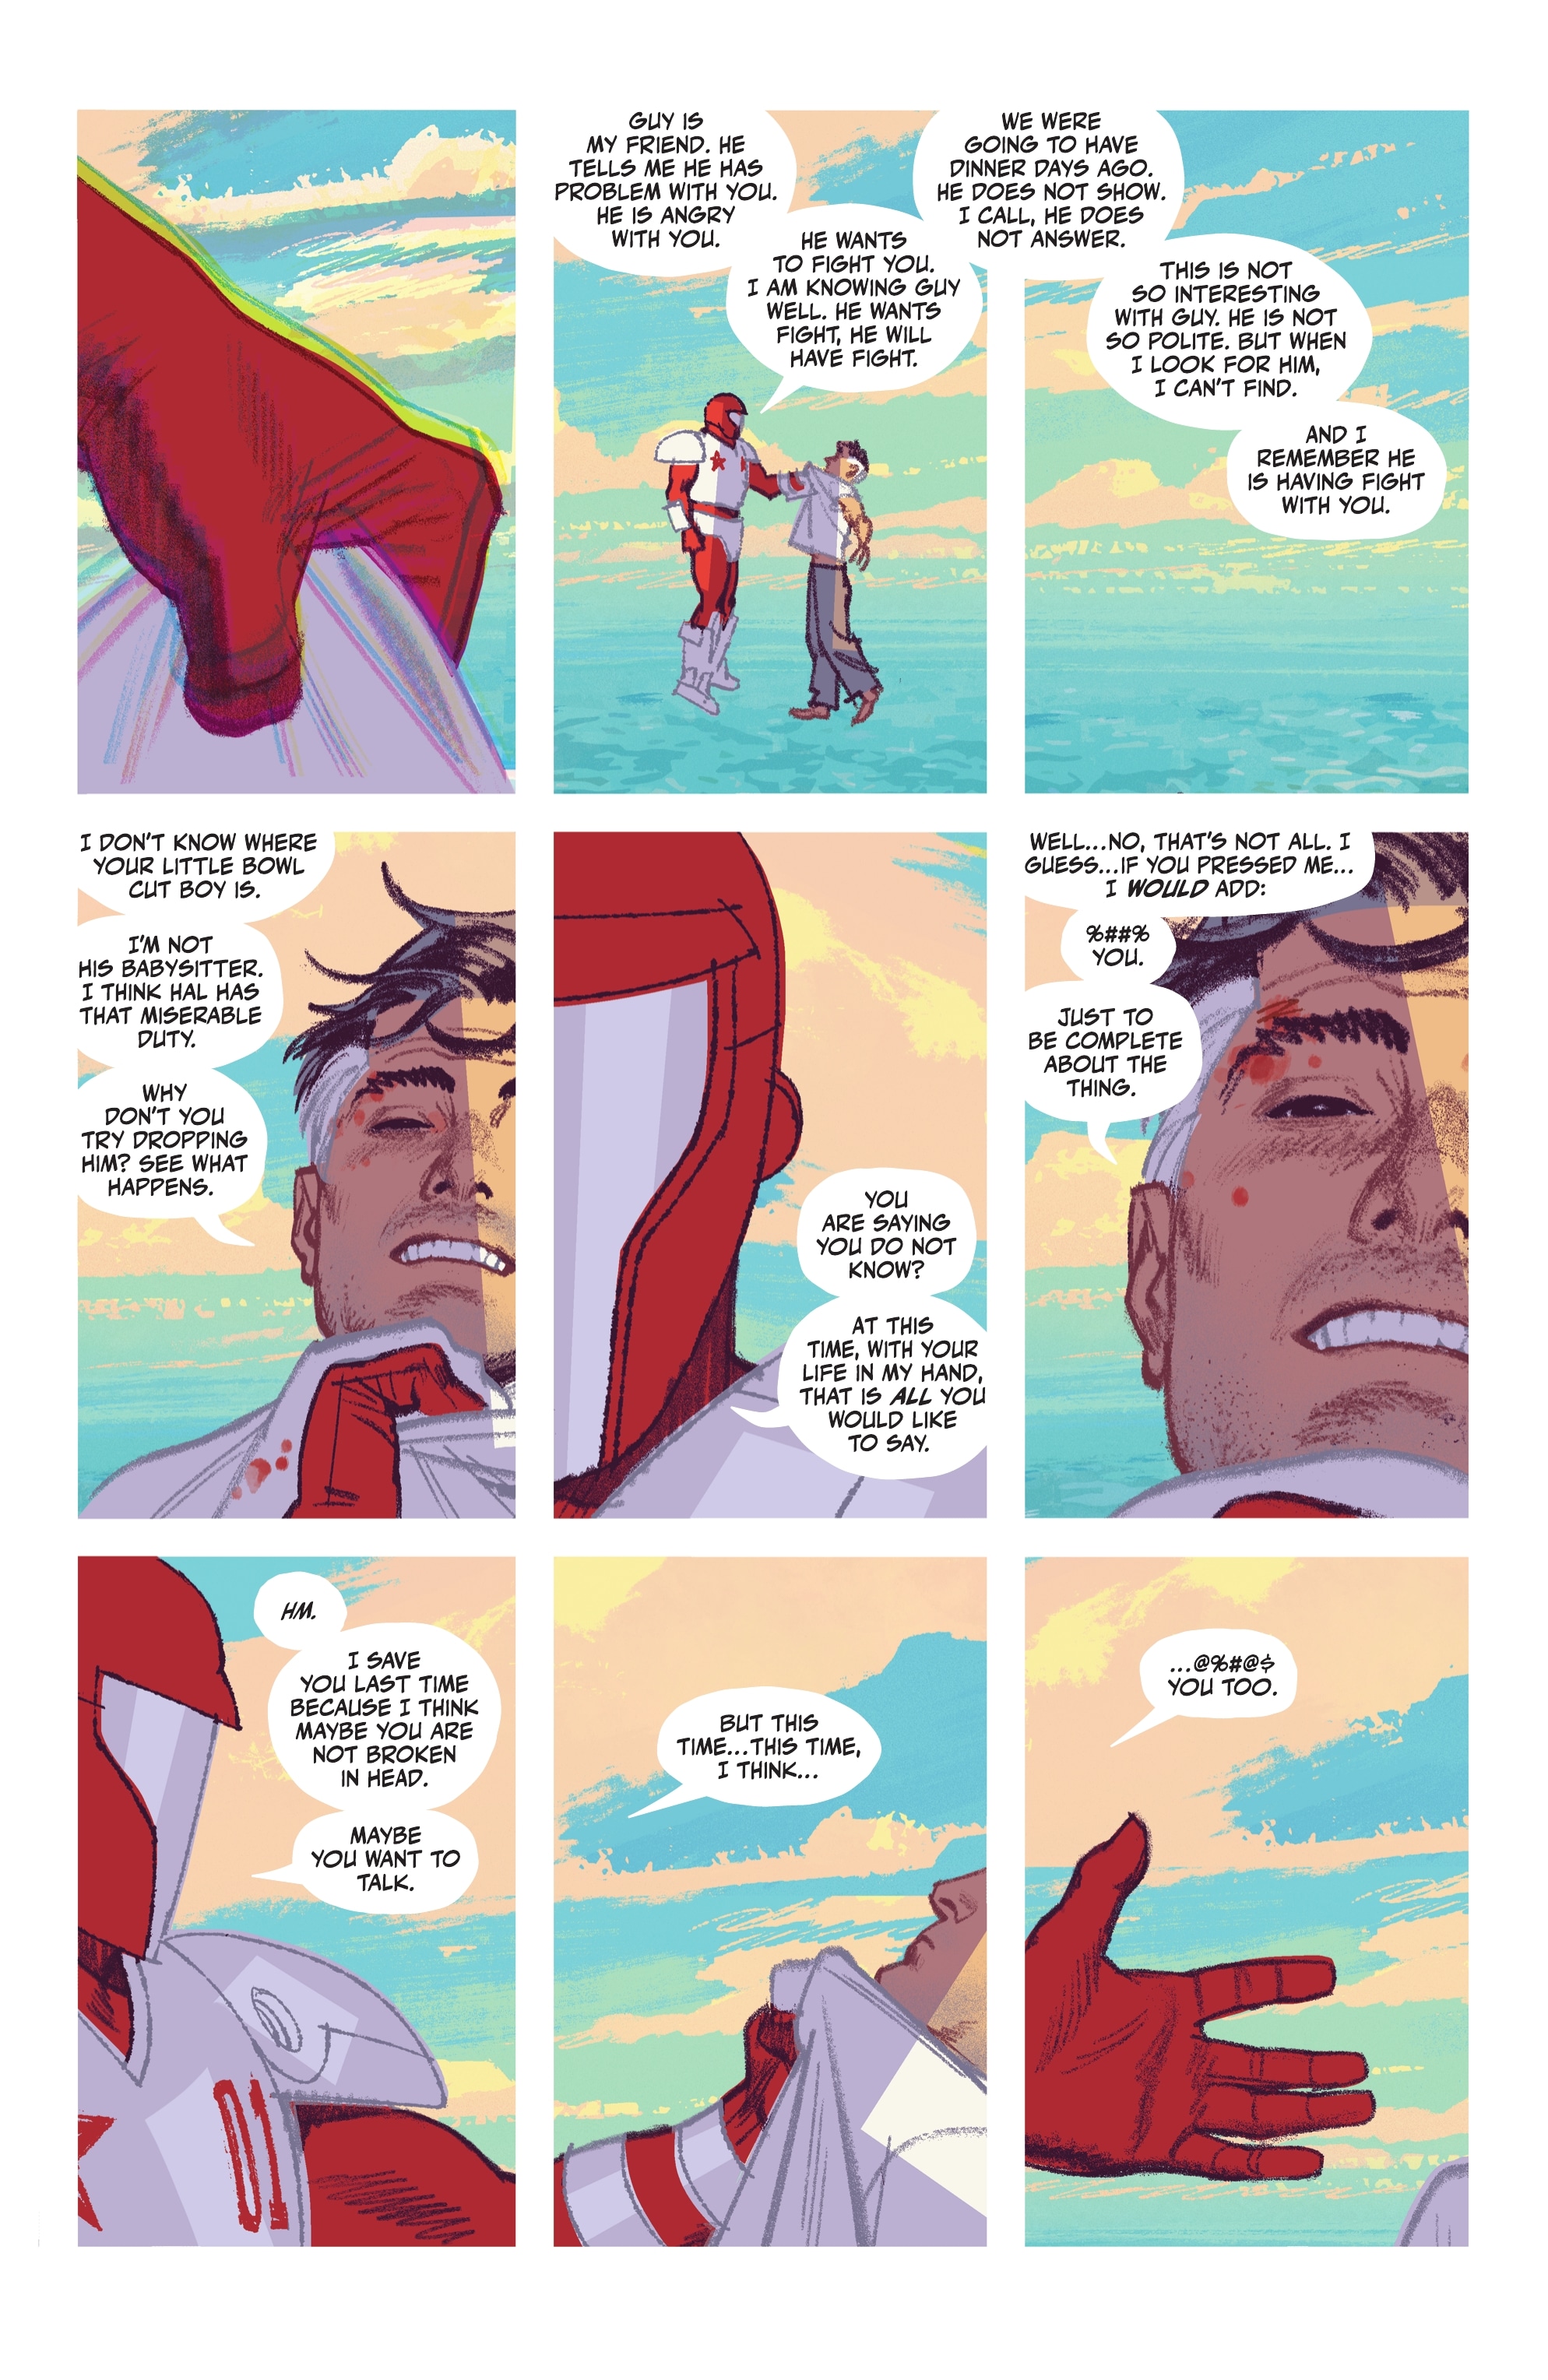 GUY IS
MY FRIEND. HE
TELLS ME HE HAS
PROBLEM WITH YOU.
HE IS ANGRY
WITH YOU.
HE WANTS
TO FIGHT YOU.
I AM KNOWING GUY
WELL. HE WANTS
FIGHT, HE WILL
HAVE FIGHT.
WE WERE
GOING TO HAVE
DINNER DAYS AGO.
HE DOES NOT SHOW.
I CALL, HE DOES
NOT ANSWER.
THIS IS NOT
SO INTERESTING
WITH GUY. HE IS NOT
SO POLITE. BUT WHEN
I LOOK FOR HIM,
I CAN'T FIND.
AND I
REMEMBER HE
IS HAVING FIGHT
WITH YOU.
I DON'T KNOW WHERE
YOUR LITTLE BOWL
CUT BOY IS.
I'M NOT
HIS BABYSITTER.
I THINK HAL HAS
THAT MISERABLE
DUTY.
WHY
DON'T YOU
TRY DROPPING
HIM? SEE WHAT
HAPPENS.
YOU
ARE SAYING
YOU DO NOT
KNOW?
AT THIS
TIME, WITH YOUR
LIFE IN MY HAND,
THAT IS ALL YOU
WOULD LIKE
TO SAY.
WELL...NO, THAT'S NOT ALL. I
GUESS...IF YOU PRESSED ME...
I WOULD ADD:
%##%
YOU.
JUST TO
BE COMPLETE
ABOUT THE
THING.
HM.
I SAVE
YOU LAST TIME
BECAUSE I THINK
MAYBE YOU ARE
NOT BROKEN
IN HEAD.
MAYBE
YOU WANT TO
TALK.
01
BUT THIS
TIME...THIS TIME,
I THINK...
...@%#@$
YOU TOO.